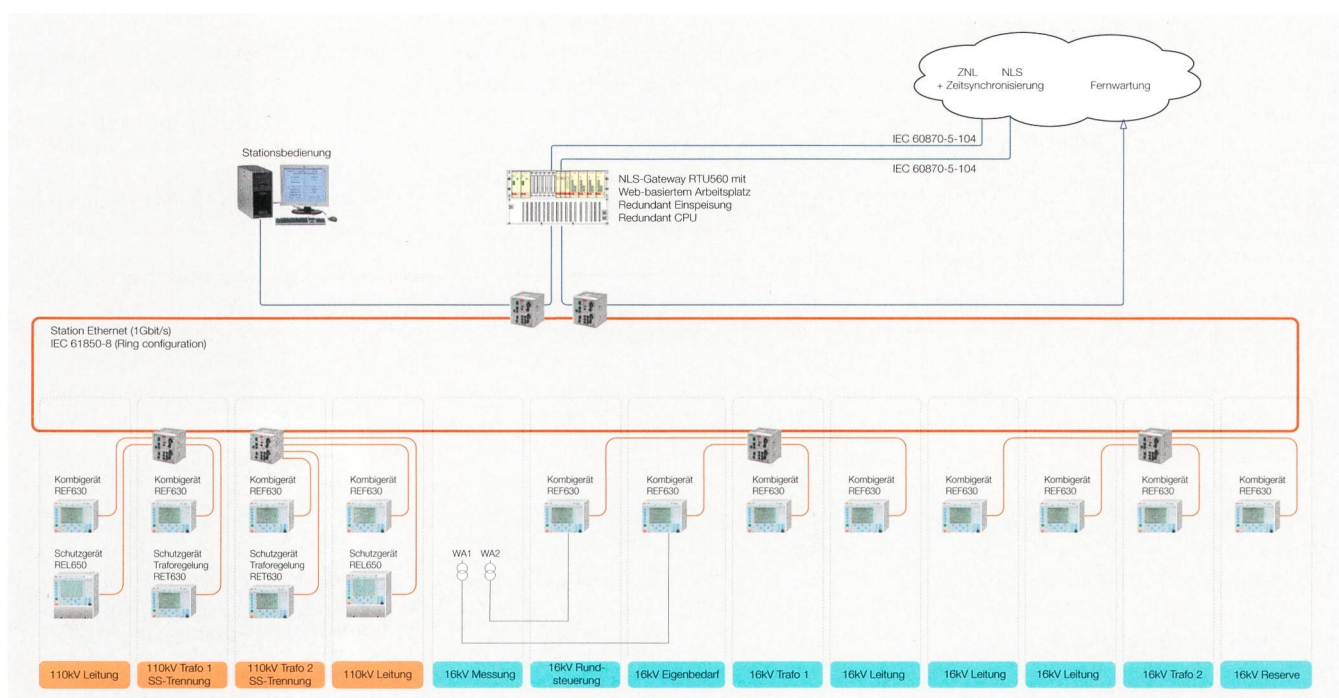 ZNL NLS
+ Zeitsynchronisierung Fernwartung
IEC 60870-5-104
IEC 60870-5-104
Stationsbedienung
NLS-Gateway RTU560 mit
Web-basiertem Arbeitsplatz
Redundant Einspeisung
Redundant CPU
Station Ethernet (1Gbit/s)
IEC 61850-8 (Ring configuration)
Kombigerät
REF630
Kombigerät
REF630
Kombigerät
REF630
Kombigerät
REF630
Kombigerät
REF630
Kombigerät
REF630
Kombigerät
REF630
Kombigerät
REF630
Kombigerät
REF630
Kombigerät
REF630
Kombigerät
REF630
Kombigerät
REF630
Schutzgerät
REL650
Schutzgerät
Traforegelung
RET630
Schutzgerät
Traforegelung
RET630
Schutzgerät
REL650
WA1 WA2
110kV Leitung
110kV Trafo 1
SS-Trennung
110kV Trafo 2
SS-Trennung
110kV Leitung
16kV Messung
16kV Rund-
steuerung
16kV Eigenbedarf
16kV Trafo 1
16kV Leitung
16kV Leitung
16kV Leitung
16kV Trafo 2
16kV Reserve